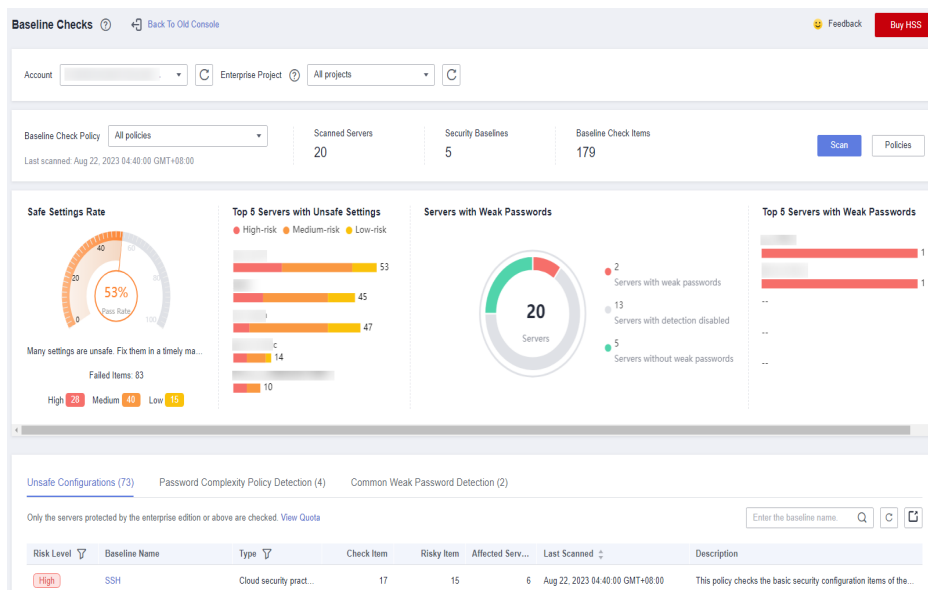 Baseline Checks
Back To Old Console
Feedback
Buy HSS
Account
Enterprise Project
All projects
Baseline Check Policy
All policies
Last scanned: Aug 22, 2023 04:40:00 GMT+08:00
Scanned Servers
20
Security Baselines
5
Baseline Check Items
179
Scan
Policies
Safe Settings Rate
0
20
40
60
80
100
53%
Pass Rate
Many settings are unsafe. Fix them in a timely ma...
Failed Items: 83
High 28 Medium 40 Low 15
Top 5 Servers with Unsafe Settings
High-risk Medium-risk Low-risk
53
45
47
c
14
10
Servers with Weak Passwords
20
Servers
2
Servers with weak passwords
13
Servers with detection disabled
5
Servers without weak passwords
Top 5 Servers with Weak Passwords
1
1
--
--
--
Unsafe Configurations (73) Password Complexity Policy Detection (4) Common Weak Password Detection (2)
Only the servers protected by the enterprise edition or above are checked. View Quota
Enter the baseline name.
Risk Level Baseline Name Type Check Item Risky Item Affected Serv... Last Scanned Description
High SSH Cloud security pract... 17 15 6 Aug 22, 2023 04:40:00 GMT+08:00 This policy checks the basic security configuration items of the...